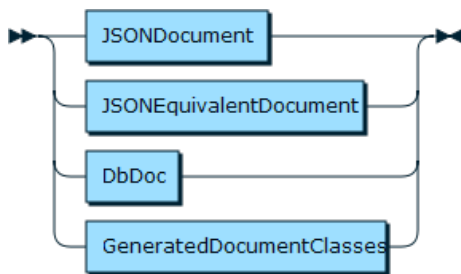 JSONDocument
JSONEquivalentDocument
DbDoc
GeneratedDocumentClasses